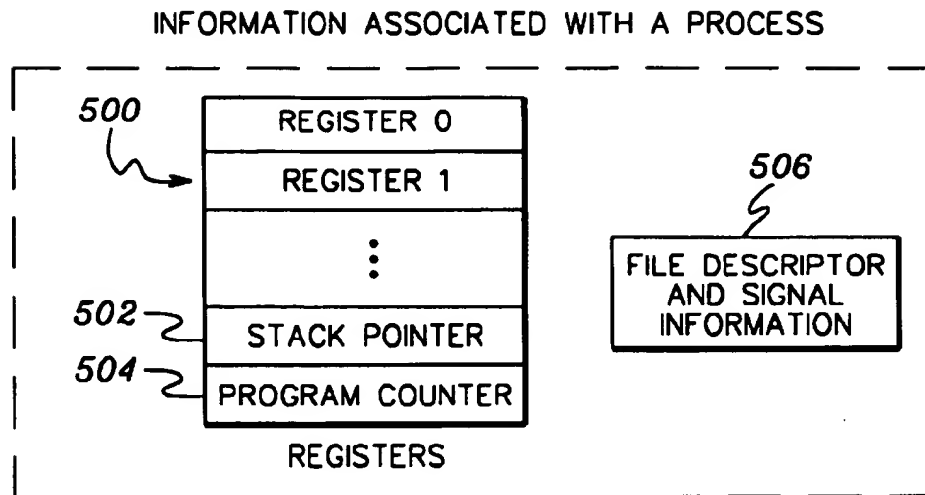 INFORMATION ASSOCIATED WITH A PROCESS
500
REGISTER 0
REGISTER 1
506
FILE DESCRIPTOR
AND SIGNAL
INFORMATION
502
STACK POINTER
504
PROGRAM COUNTER
REGISTERS